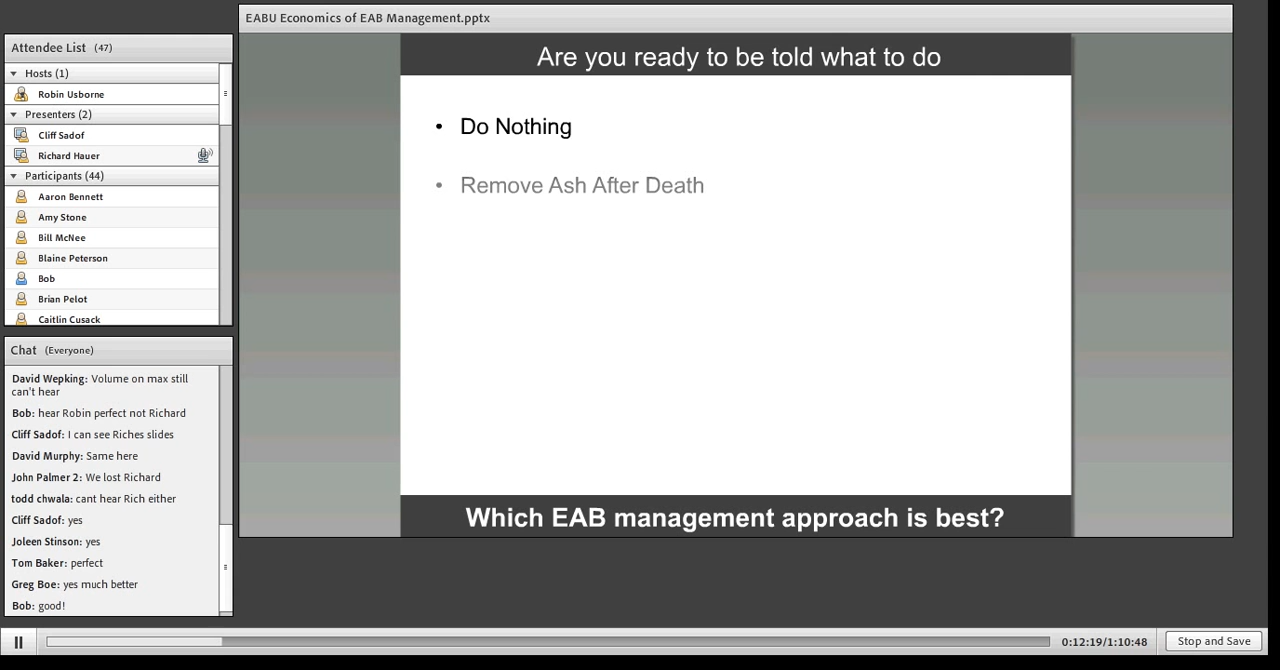 EABU Economics of EAB Management.pptx
Attendee List (47)
Hosts (1)
Robin Usborne
Presenters (2)
Cliff Sadof
Richard Hauer
Participants (44)
Aaron Bennett
Amy Stone
Bill McNee
Blaine Peterson
Bob
Brian Pelot
Caitlin Cusack
Chat (Everyone)
David Wepking: Volume on max still
can't hear
Bob: hear Robin perfect not Richard
Cliff Sadof: I can see Riches slides
David Murphy: Same here
John Palmer 2: We lost Richard
todd chwala: cant hear Rich either
Cliff Sadof: yes
Joleen Stinson: yes
Tom Baker: perfect
Greg Boe: yes much better
Bob: good!
Are you ready to be told what to do
• Do Nothing
• Remove Ash After Death
Which EAB management approach is best?
0:12:19/1:10:48
Stop and Save